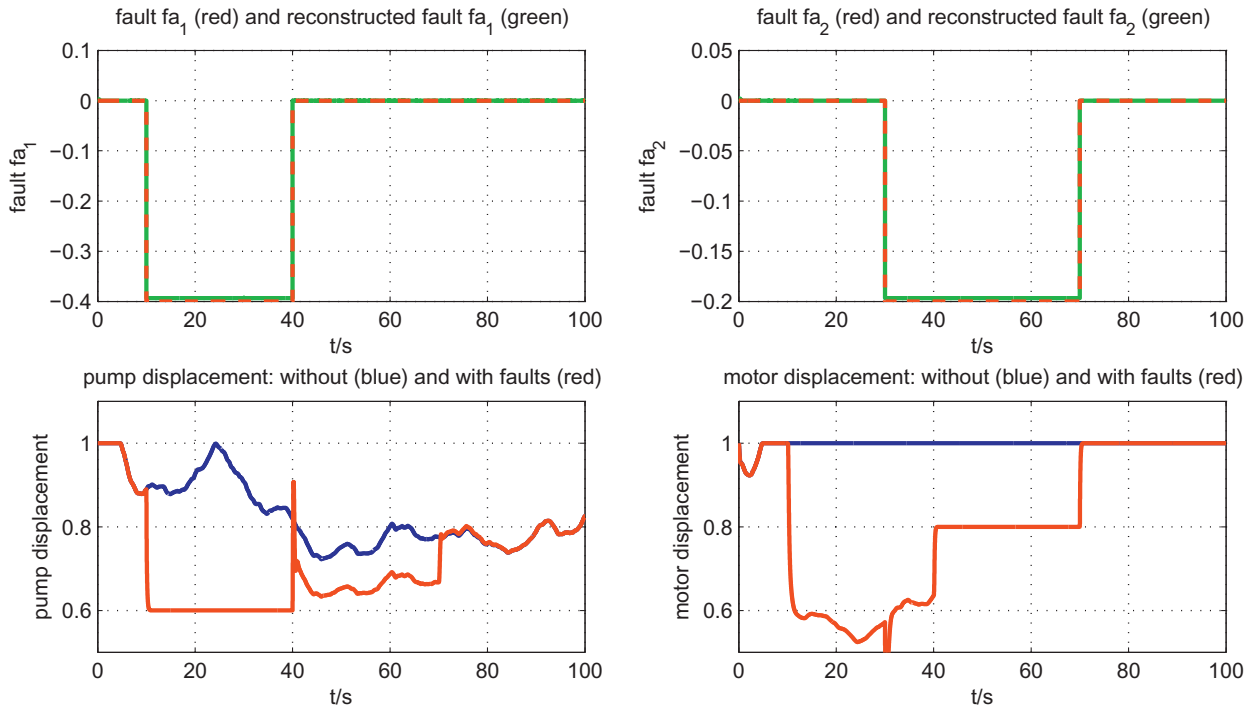 fault fa1 (red) and reconstructed fault fa1 (green)
0.1
0
−0.1
−0.2
−0.3
−0.4
fault fa1
0 20 40 60 80 100
t/s
fault fa2 (red) and reconstructed fault fa2 (green)
0.05
0
−0.05
−0.1
−0.15
−0.2
fault fa2
0 20 40 60 80 100
t/s
pump displacement: without (blue) and with faults (red)
1
0.8
0.6
pump displacement
0 20 40 60 80 100
t/s
motor displacement: without (blue) and with faults (red)
1
0.8
0.6
motor displacement
0 20 40 60 80 100
t/s